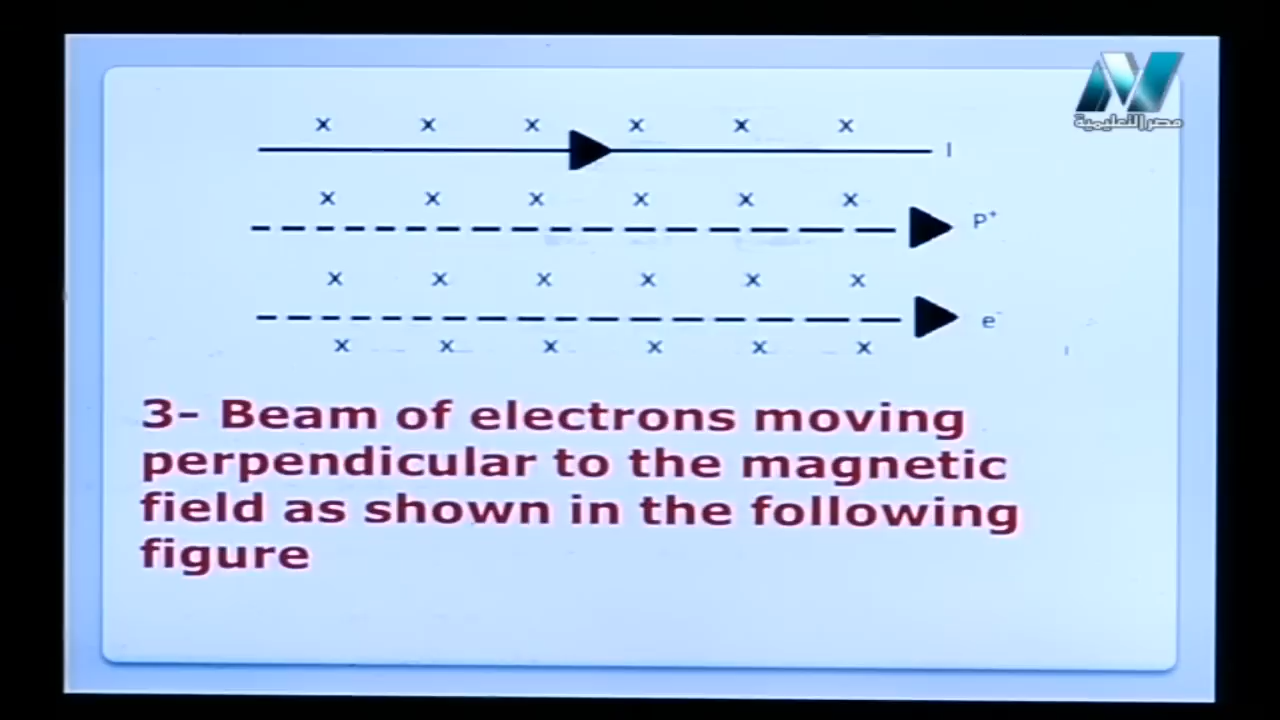 مصر التعليمية
x x x x x x
I
x x x x x x
P⁺
x x x x x x
e⁻
x x x x x x
3- Beam of electrons moving
perpendicular to the magnetic
field as shown in the following
figure